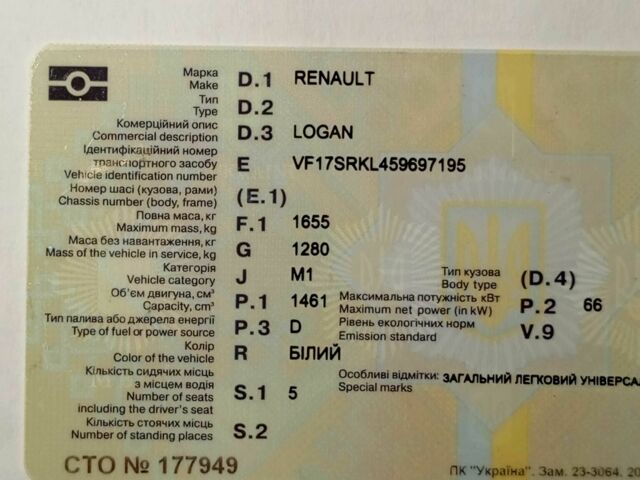 Марка
Make D.1 RENAULT
Тип
Type D.2
Комерційний опис
Commercial description D.3 LOGAN
Ідентифікаційний номер
транспортного засобу E VF17SRKL459697195
Vehicle identification number
Номер шасі (кузова, рами)
Chassis number (body, frame) (E.1)
Повна маса, кг
Maximum mass, kg F.1 1655
Маса без навантаження, кг
Mass of the vehicle in service, kg G 1280
Категорія
Vehicle category J M1 Тип кузова
Body type (D.4)
Об'єм двигуна, см³
Capacity, cm³ P.1 1461 Максимальна потужність кВт
Maximum net power (in kW) P.2 66
Тип палива або джерела енергії
Type of fuel or power source P.3 D Рівень екологічних норм
Emission standard V.9
Колір
Color of the vehicle R БІЛИЙ
Кількість сидячих місць
з місцем водія
Number of seats
including the driver's seat S.1 5
Особливі відмітки: ЗАГАЛЬНИЙ ЛЕГКОВИЙ УНІВЕРСА
Special marks
Кількість стоячих місць
Number of standing places S.2
СТО № 177949
ПК "Україна". Зам. 23-3064. 20